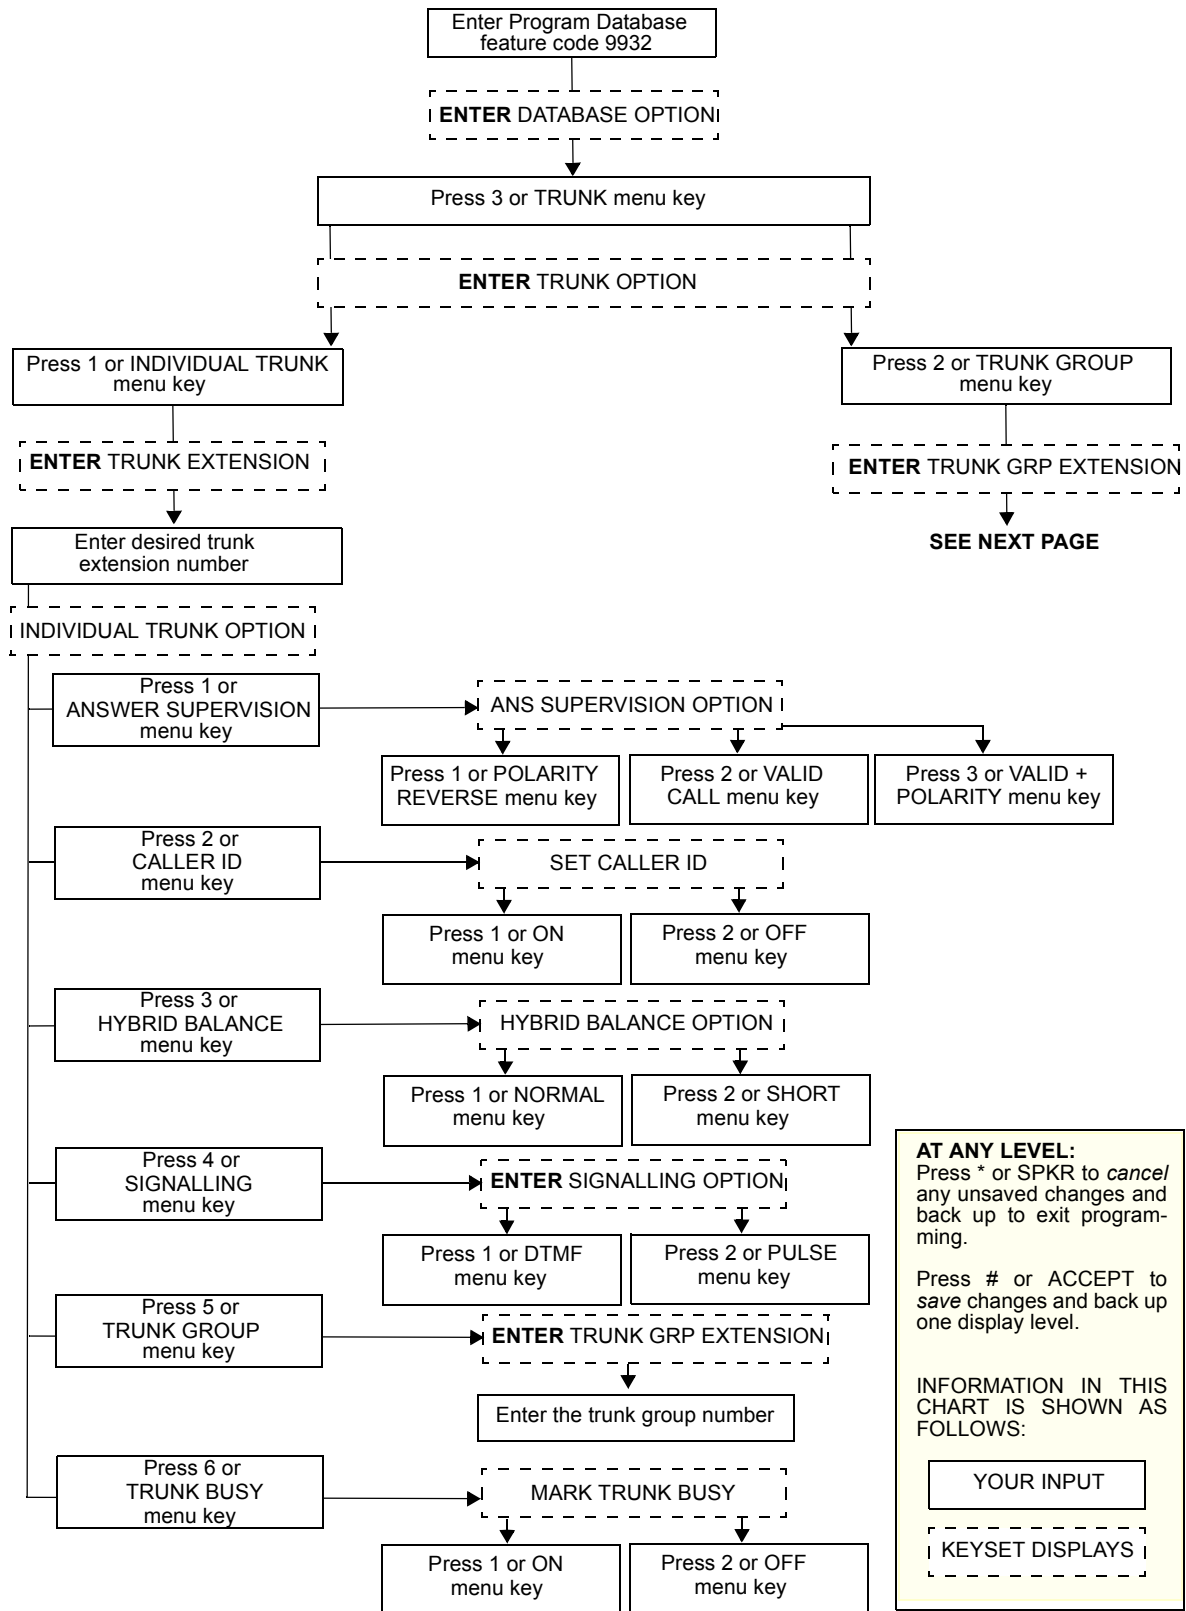 Enter Program Database
feature code 9932
ENTER DATABASE OPTION
Press 3 or TRUNK menu key
ENTER TRUNK OPTION
Press 1 or INDIVIDUAL TRUNK
menu key
Press 2 or TRUNK GROUP
menu key
ENTER TRUNK EXTENSION
ENTER TRUNK GRP EXTENSION
Enter desired trunk
extension number
SEE NEXT PAGE
INDIVIDUAL TRUNK OPTION
Press 1 or
ANSWER SUPERVISION
menu key
ANS SUPERVISION OPTION
Press 1 or POLARITY
REVERSE menu key
Press 2 or VALID
CALL menu key
Press 3 or VALID +
POLARITY menu key
Press 2 or
CALLER ID
menu key
SET CALLER ID
Press 1 or ON
menu key
Press 2 or OFF
menu key
Press 3 or
HYBRID BALANCE
menu key
HYBRID BALANCE OPTION
Press 1 or NORMAL
menu key
Press 2 or SHORT
menu key
Press 4 or
SIGNALLING
menu key
ENTER SIGNALLING OPTION
Press 1 or DTMF
menu key
Press 2 or PULSE
menu key
Press 5 or
TRUNK GROUP
menu key
ENTER TRUNK GRP EXTENSION
Enter the trunk group number
Press 6 or
TRUNK BUSY
menu key
MARK TRUNK BUSY
Press 1 or ON
menu key
Press 2 or OFF
menu key
AT ANY LEVEL:
Press * or SPKR to cancel
any unsaved changes and
back up to exit program-
ming.
Press # or ACCEPT to
save changes and back up
one display level.
INFORMATION IN THIS
CHART IS SHOWN AS
FOLLOWS:
YOUR INPUT
KEYSET DISPLAYS